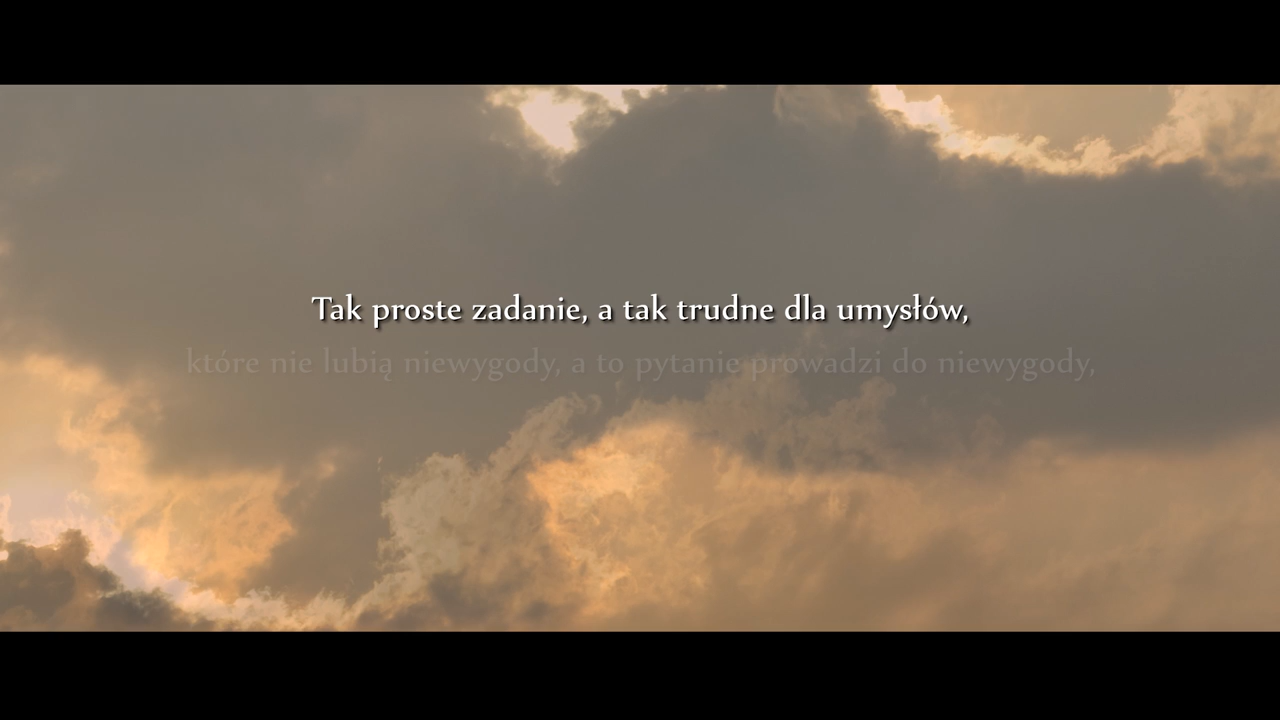 Tak proste zadanie, a tak trudne dla umysłów,
które nie lubią niewygody, a to pytanie prowadzi do niewygody,